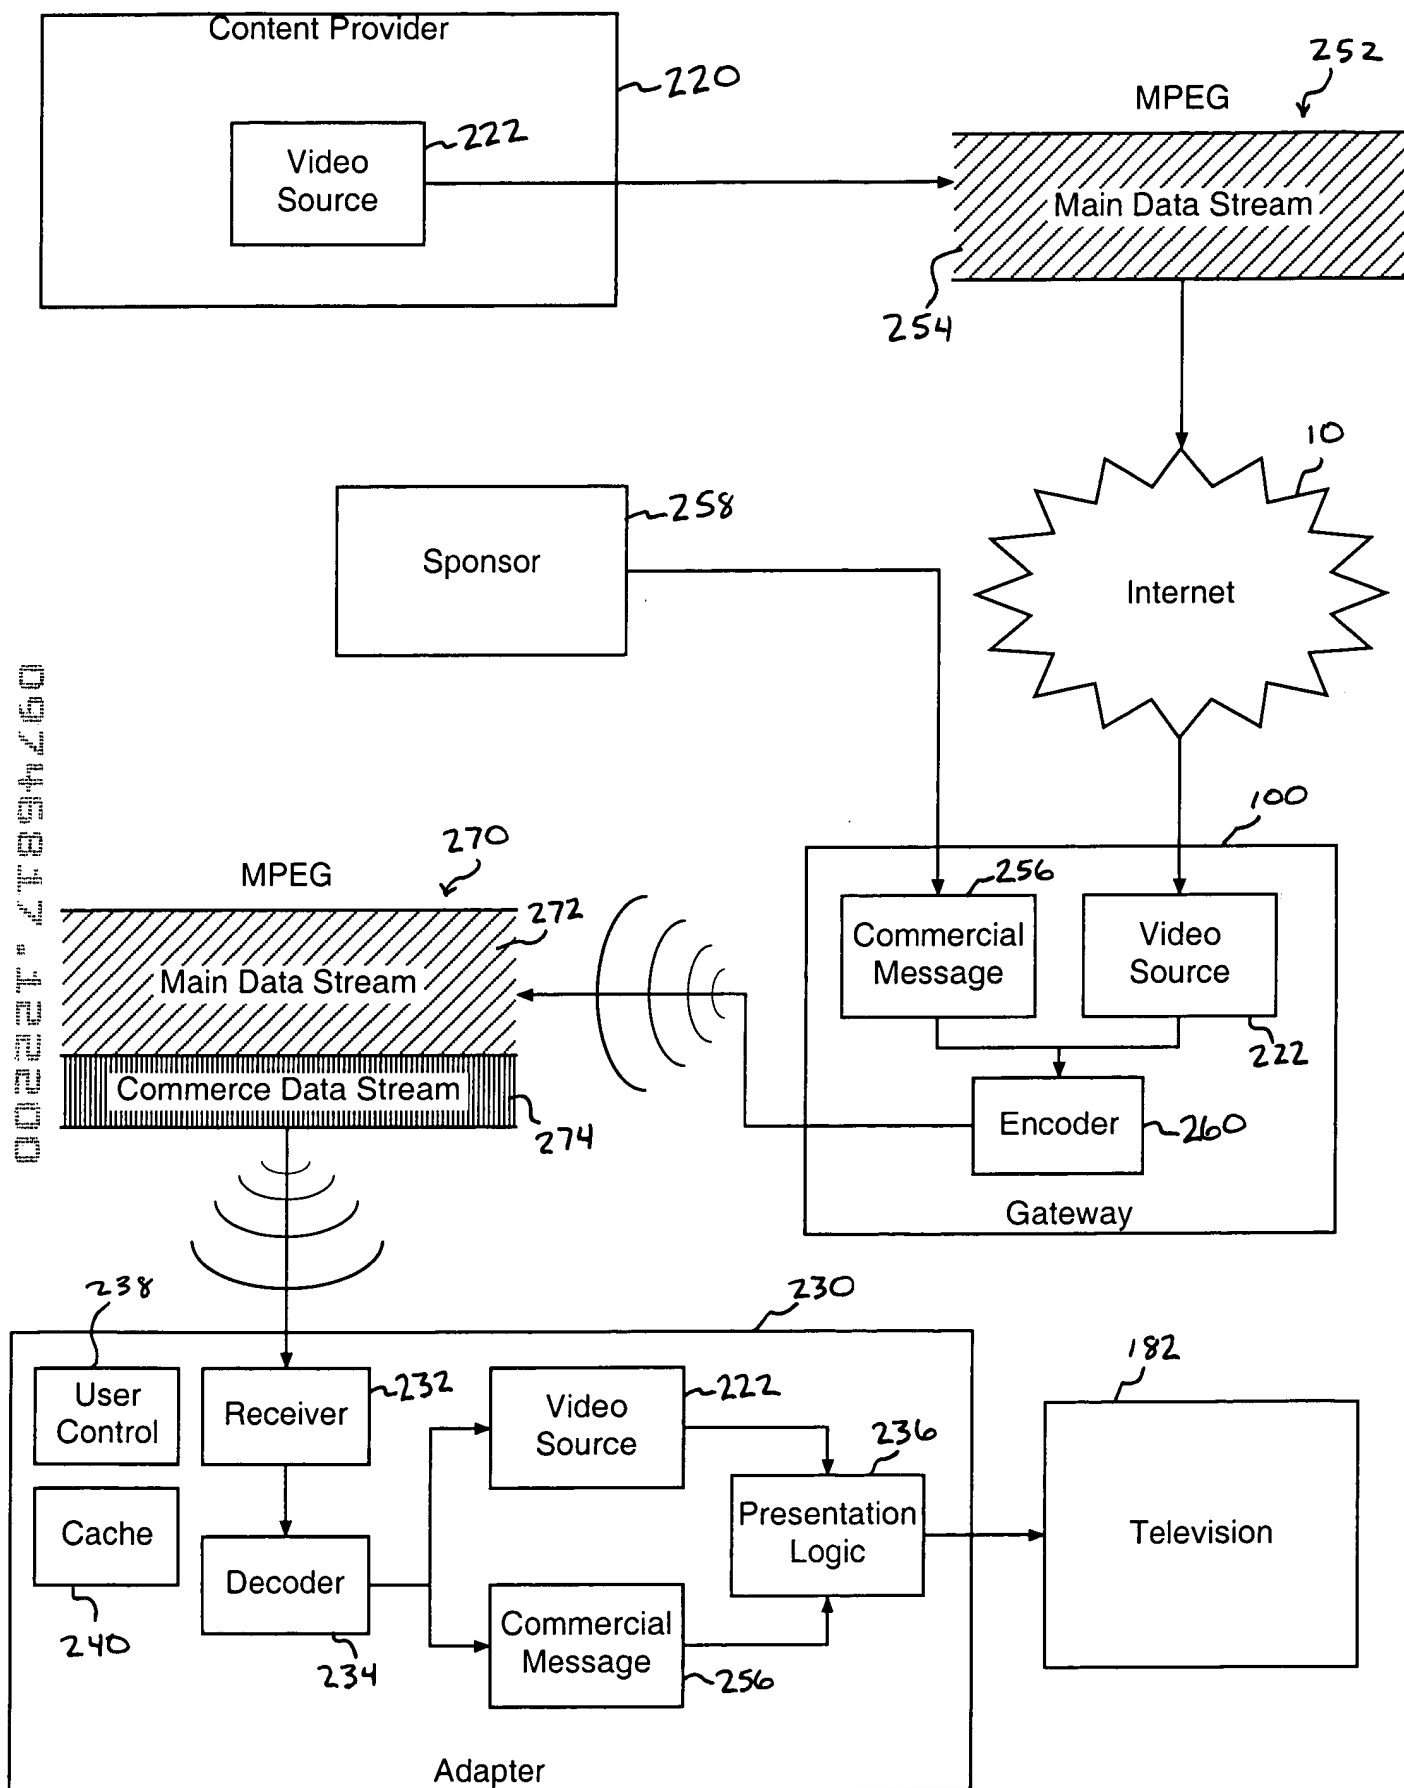 Content Provider
220
222
Video
Source
252
MPEG
Main Data Stream
254
10
Internet
258
Sponsor
09745817.122200
100
256
Commercial
Message
Video
Source
222
Encoder
260
Gateway
270
MPEG
272
Main Data Stream
Commerce Data Stream
274
238
230
User
Control
Receiver
232
Video
Source
222
236
182
Cache
240
Decoder
234
Presentation
Logic
Television
Commercial
Message
256
Adapter